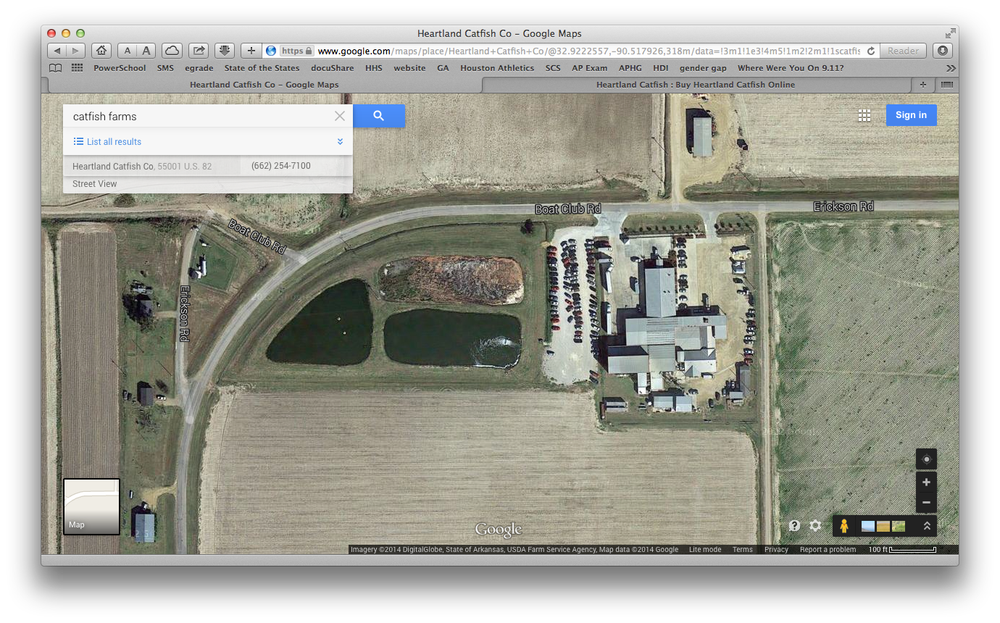 Heartland Catfish Co – Google Maps
A A
https www.google.com/maps/place/Heartland+Catfish+Co/@32.9222557,-90.517926,318m/data=!3m1!1e3!4m5!1m2!2m1!1scatfis Reader
PowerSchool SMS egrade State of the States docuShare HHS website GA Houston Athletics SCS AP Exam APHG HDI gender gap Where Were You On 9.11?
Heartland Catfish Co – Google Maps Heartland Catfish : Buy Heartland Catfish Online
catfish farms
Sign in
List all results
Heartland Catfish Co, 55001 U.S. 82 (662) 254-7100
Street View
Boat Club Rd
Erickson Rd
Boat Club Rd
Erickson Rd
Map
Google
Imagery ©2014 DigitalGlobe, State of Arkansas, USDA Farm Service Agency, Map data ©2014 Google Lite mode Terms Privacy Report a problem 100 ft